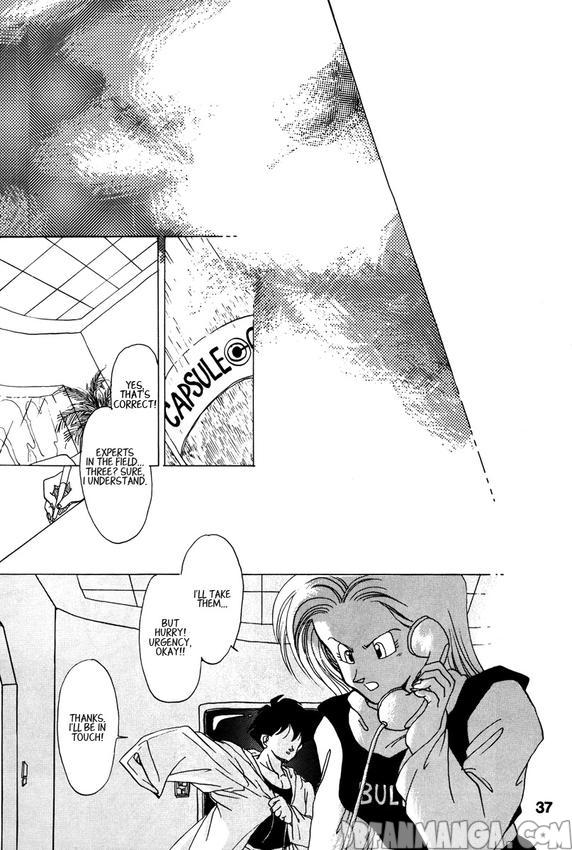 CAPSULE C
YES,
THAT'S
CORRECT!
EXPERTS
IN THE FIELD...
THREE? SURE,
I UNDERSTAND.
I'LL TAKE
THEM...
BUT
HURRY!
URGENCY,
OKAY!!
THANKS.
I'LL BE IN
TOUCH!
BUL
37